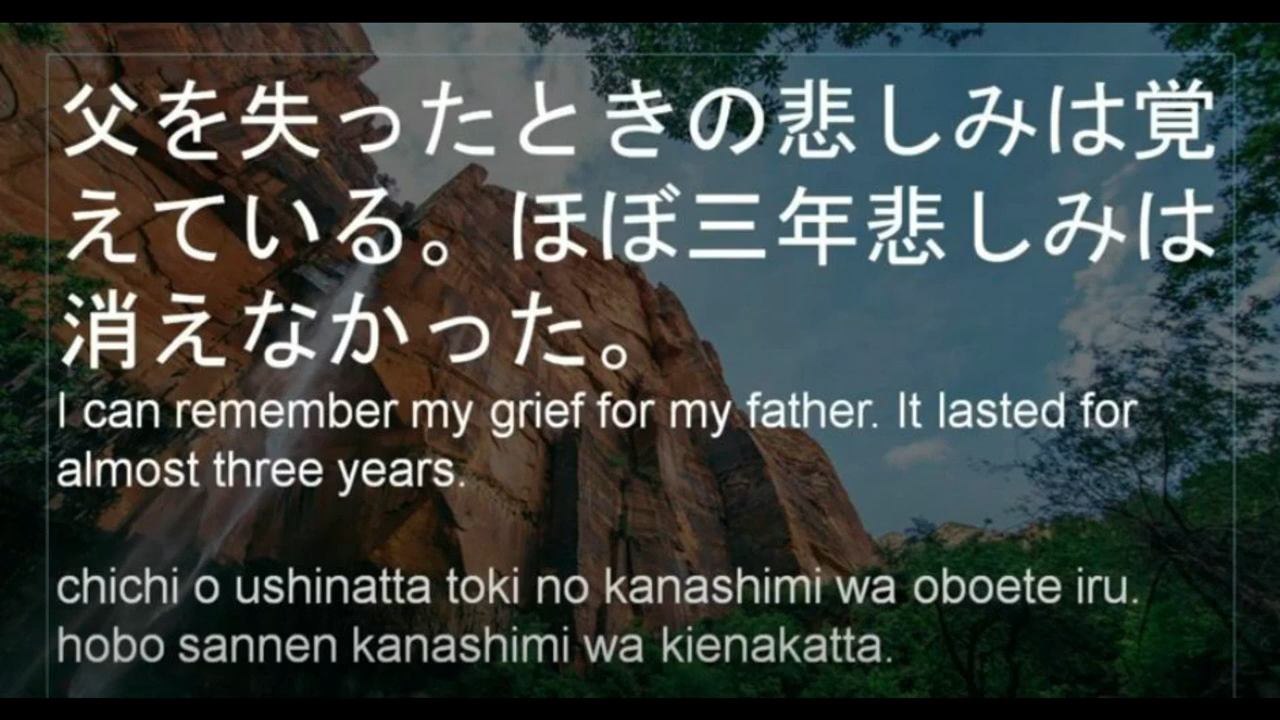 父を失ったときの悲しみは覚
えている。ほぼ三年悲しみは
消えなかった。
I can remember my grief for my father. It lasted for
almost three years.
chichi o ushinatta toki no kanashimi wa oboete iru.
hobo sannen kanashimi wa kienakatta.